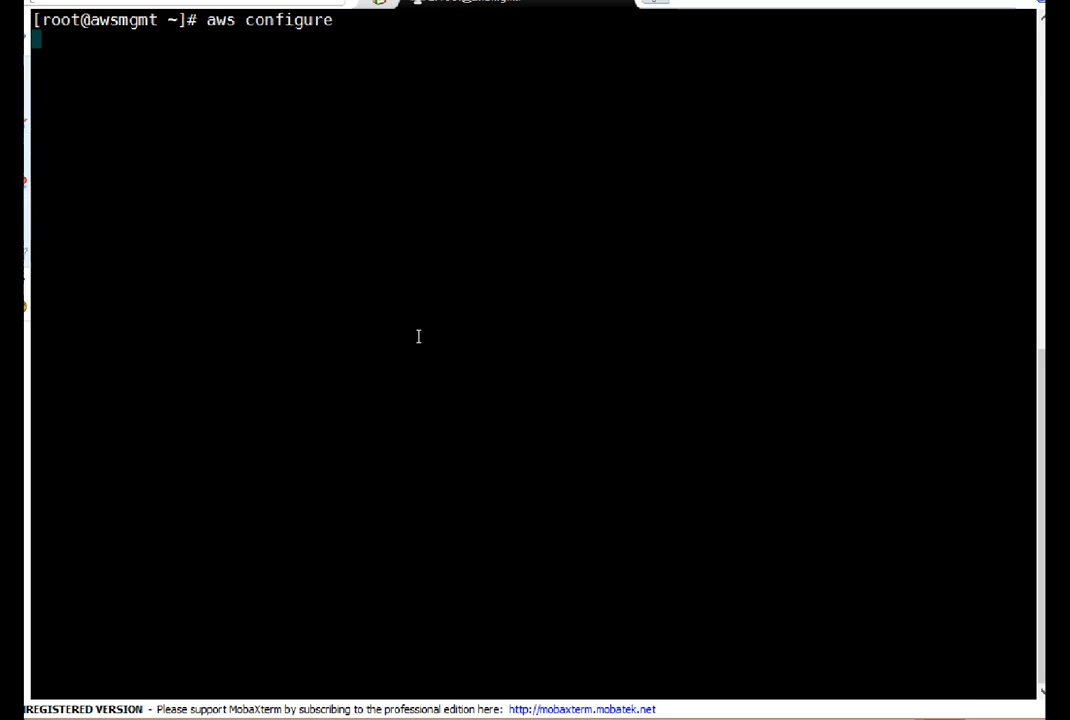 [root@awsmgmt ~]# aws configure
REGISTERED VERSION - Please support MobaXterm by subscribing to the professional edition here: http://mobaxterm.mobatek.net